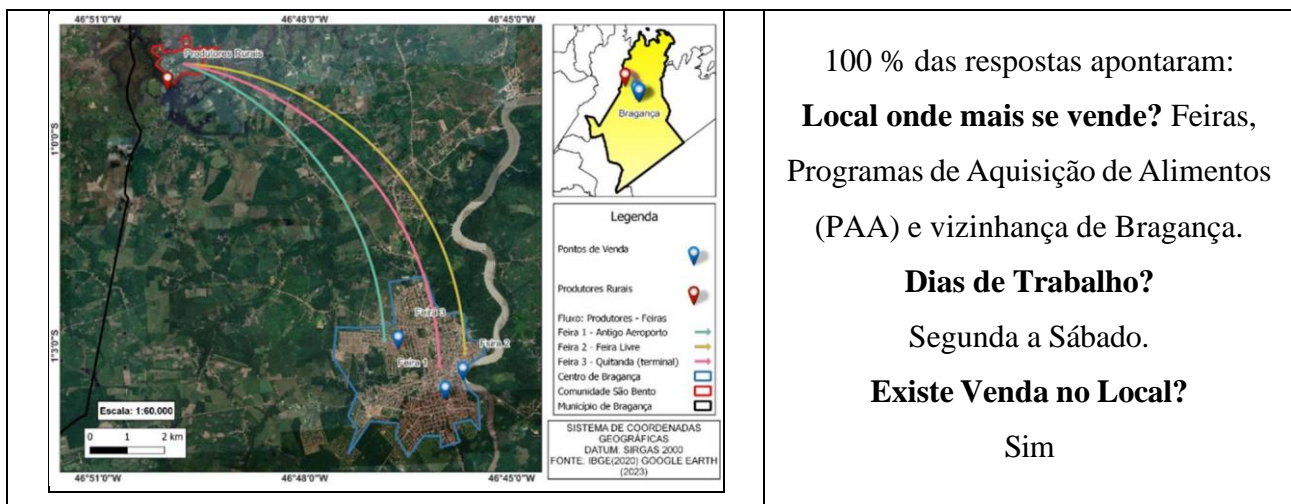 46°51'0"W 46°48'0"W 46°45'0"W
Produtores Rurais
1°0'0"S
1°3'0"S
Feira 3
Feira 2
Feira 1
Escala: 1:60.000
0 1 2 km
46°51'0"W 46°48'0"W 46°45'0"W
Bragança
Legenda
Pontos de Venda
Produtores Rurais
Fluxo: Produtores - Feiras
Feira 1 - Antigo Aeroporto
Feira 2 - Feira Livre
Feira 3 - Quitanda (terminal)
Centro de Bragança
Comunidade São Bento
Município de Bragança
SISTEMA DE COORDENADAS
GEOGRÁFICAS
DATUM: SIRGAS 2000
FONTE: IBGE(2020) GOOGLE EARTH
(2023)
100 % das respostas apontaram:
Local onde mais se vende? Feiras,
Programas de Aquisição de Alimentos
(PAA) e vizinhança de Bragança.
Dias de Trabalho?
Segunda a Sábado.
Existe Venda no Local?
Sim